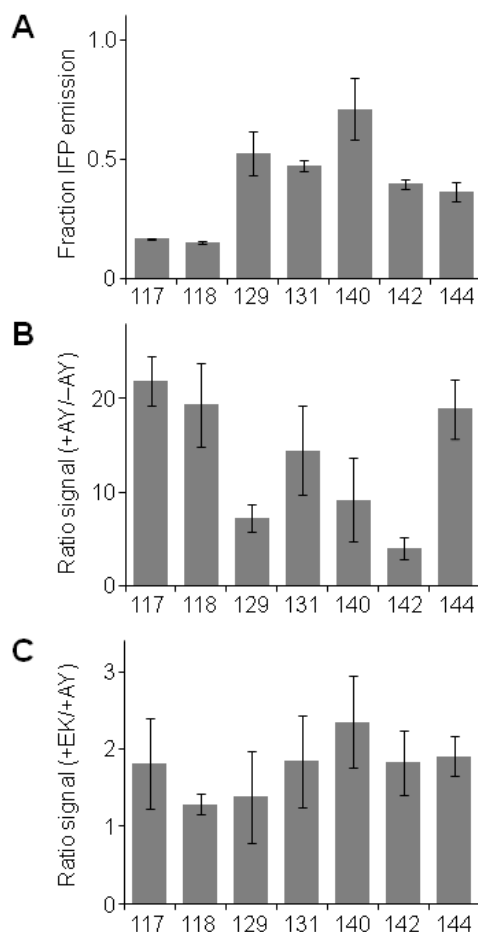 A
Fraction IFP emission
1.0
0.5
0
117 118 129 131 140 142 144
B
Ratio signal (+AY/–AY)
20
10
0
117 118 129 131 140 142 144
C
Ratio signal (+EK/+AY)
3
2
1
0
117 118 129 131 140 142 144